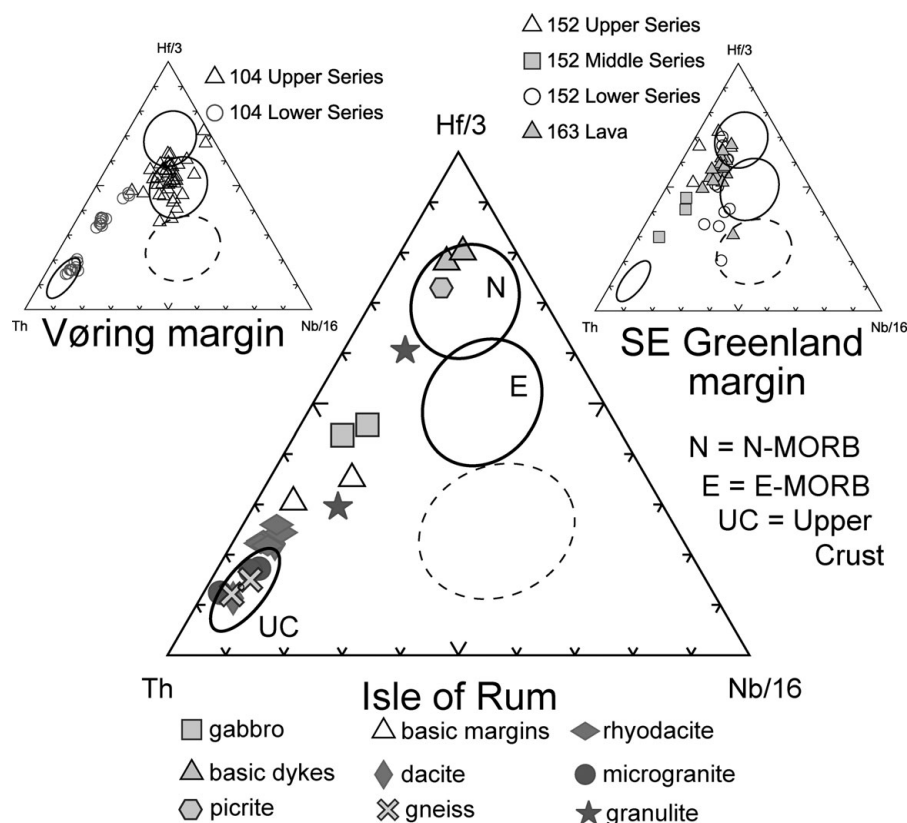 Hf/3
104 Upper Series
104 Lower Series
Th
Nb/16
Vøring margin
152 Upper Series
152 Middle Series
152 Lower Series
163 Lava
Hf/3
Th
Nb/16
SE Greenland
margin
Hf/3
N
E
UC
Th
Nb/16
N = N-MORB
E = E-MORB
UC = Upper
Crust
Isle of Rum
gabbro
basic margins
rhyodacite
basic dykes
dacite
microgranite
picrite
gneiss
granulite